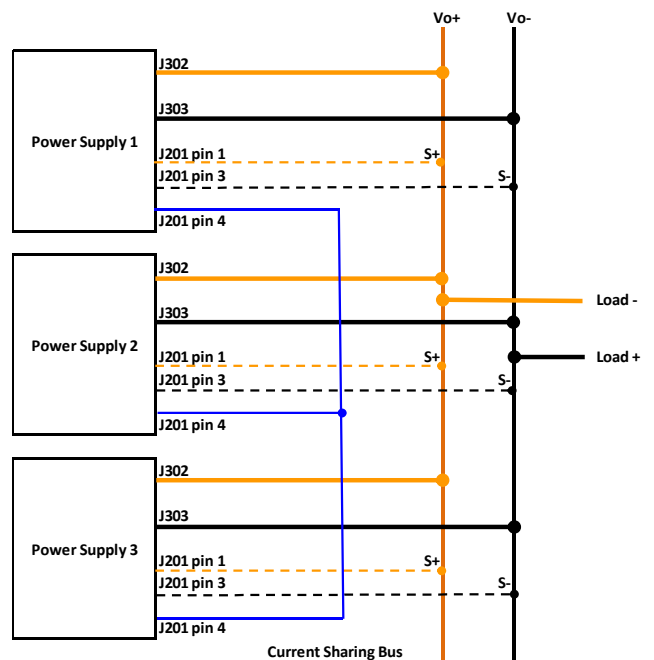 Vo+ Vo-
J302
J303
Power Supply 1
J201 pin 1 S+
J201 pin 3 S-
J201 pin 4
J302
J303
Load -
Power Supply 2
J201 pin 1 S+
Load +
J201 pin 3 S-
J201 pin 4
J302
J303
Power Supply 3
J201 pin 1 S+
J201 pin 3 S-
J201 pin 4
Current Sharing Bus